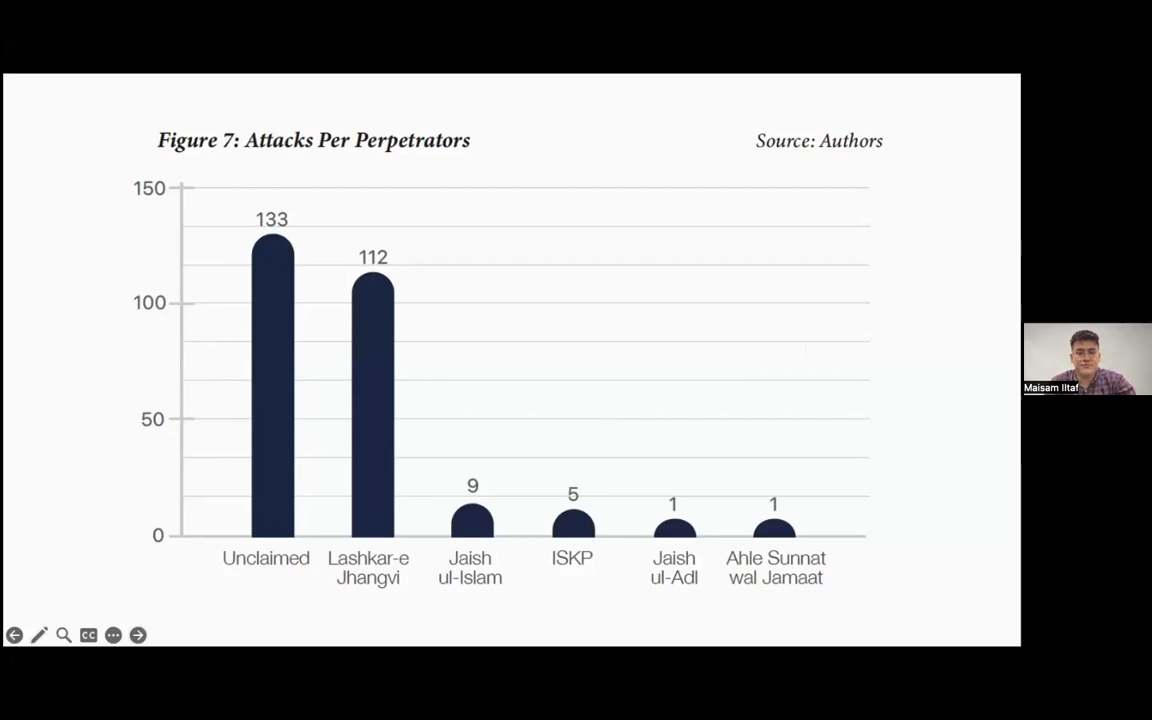 Figure 7: Attacks Per Perpetrators
Source: Authors
150
100
50
0
133
112
9
5
1
1
Unclaimed
Lashkar-e
Jhangvi
Jaish
ul-Islam
ISKP
Jaish
ul-Adl
Ahle Sunnat
wal Jamaat
CC
Maisam Iltaf